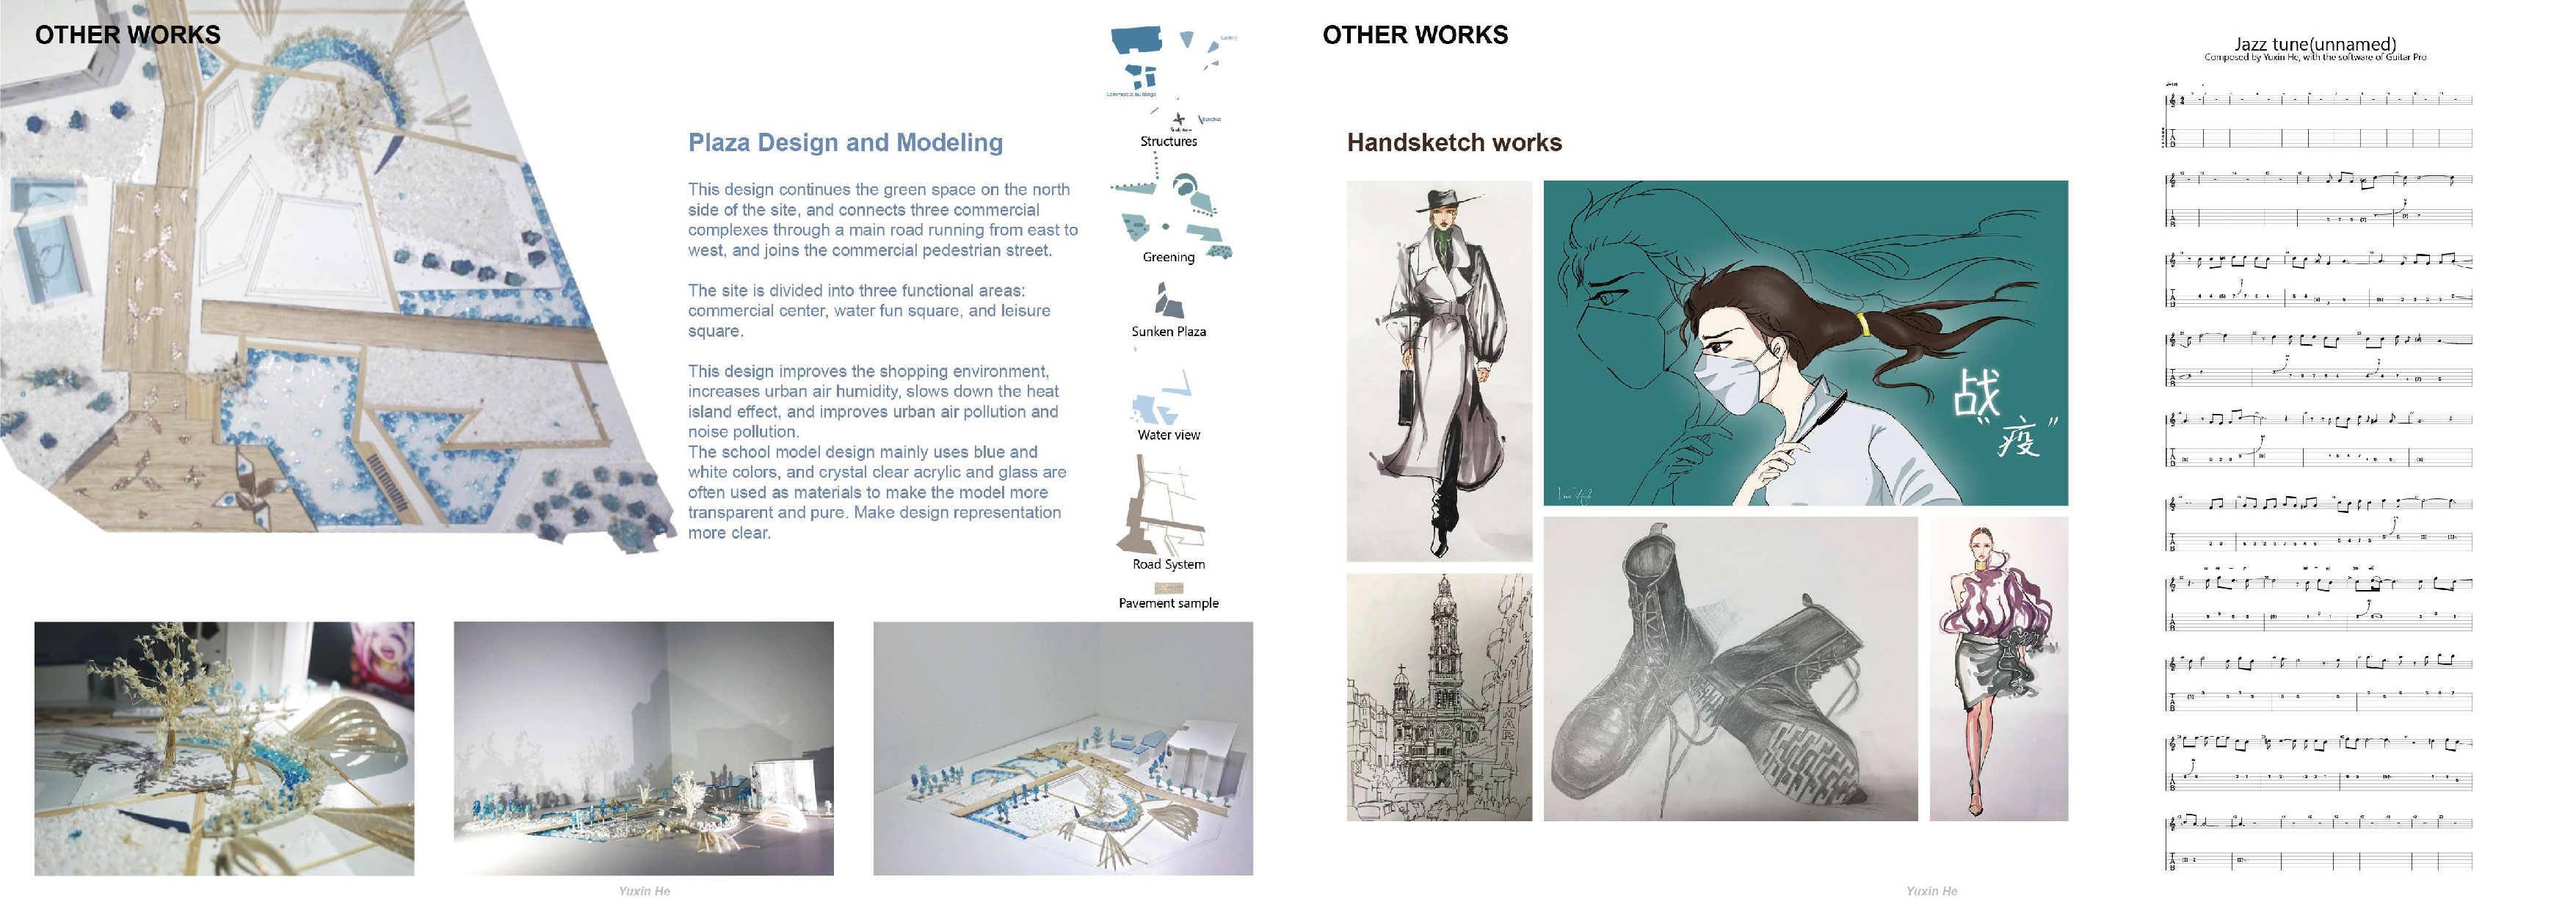 OTHER WORKS
Plaza Design and Modeling
This design continues the green space on the north
side of the site, and connects three commercial
complexes through a main road running from east to
west, and joins the commercial pedestrian street.
The site is divided into three functional areas:
commercial center, water fun square, and leisure
square.
This design improves the shopping environment,
increases urban air humidity, slows down the heat
island effect, and improves urban air pollution and
noise pollution.
The school model design mainly uses blue and
white colors, and crystal clear acrylic and glass are
often used as materials to make the model more
transparent and pure. Make design representation
more clear.
Commercial buildings
Structures
Greening
Sunken Plaza
Water view
Road System
Pavement sample
Yuxin He
OTHER WORKS
Handsketch works
战
"疫"
Jazz tune(unnamed)
Composed by Yuxin He, with the software of Guitar Pro
Yuxin He